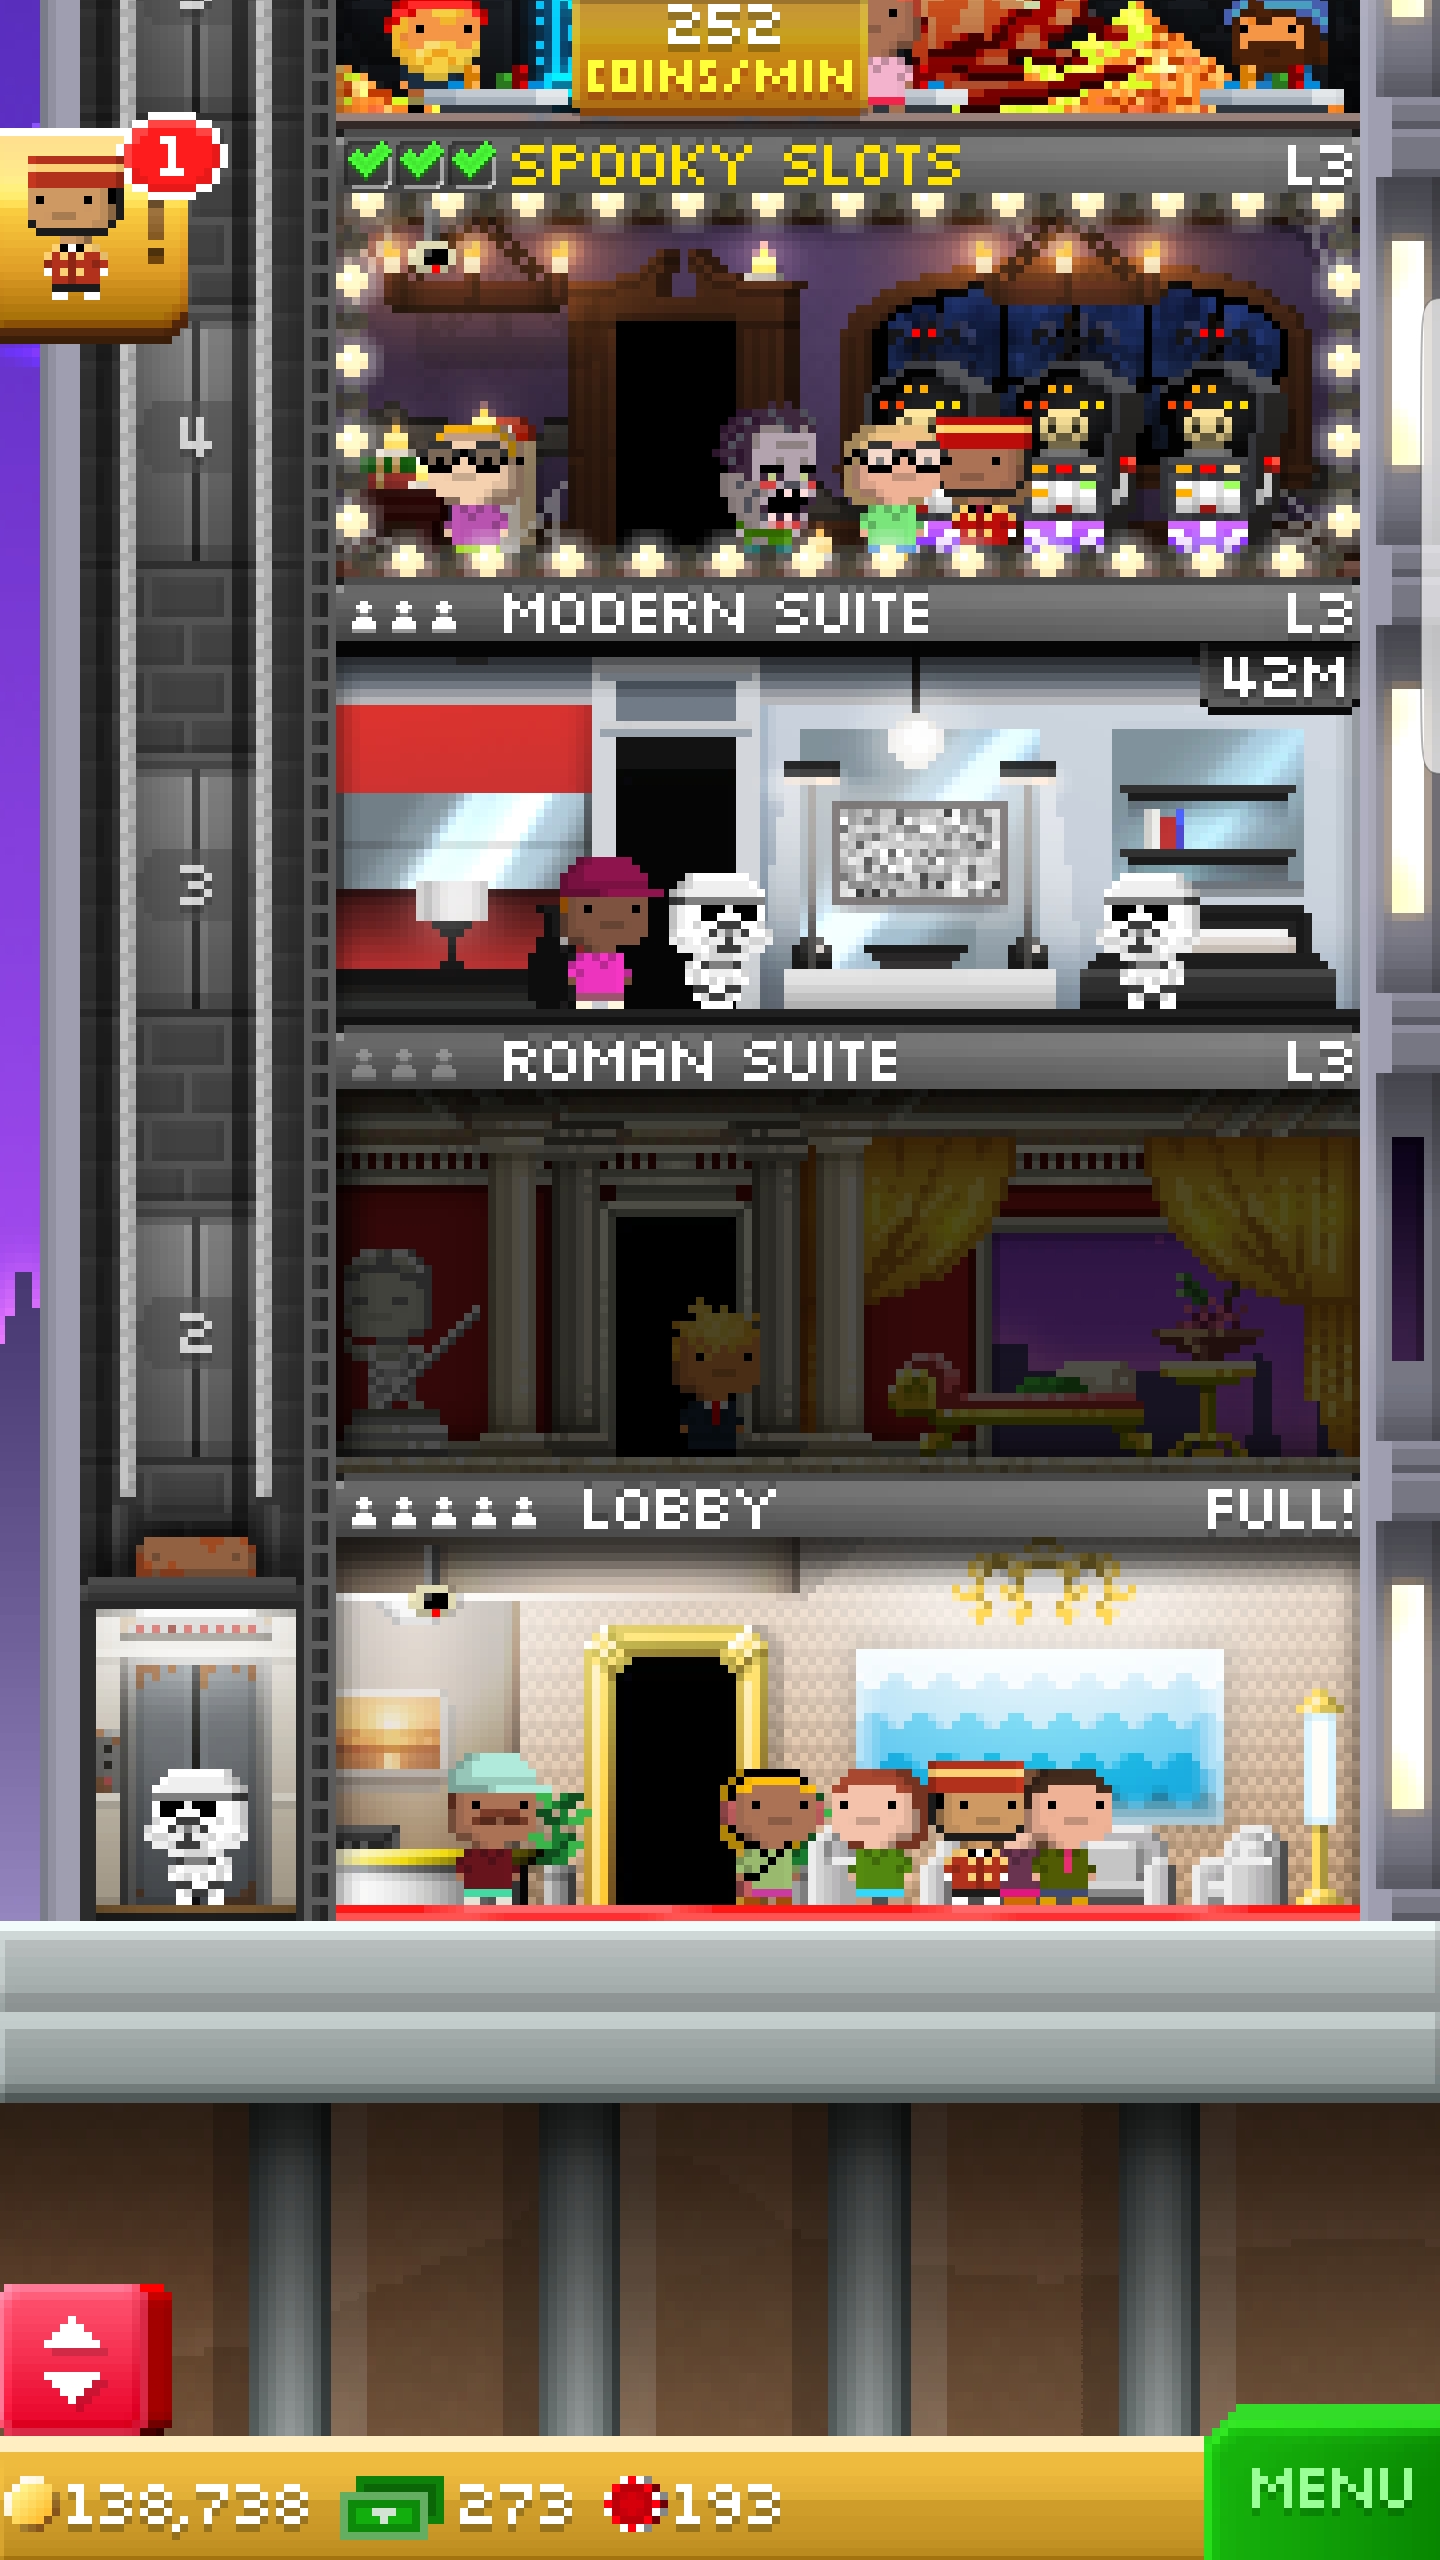 252
COINS/MIN
1
SPOOKY SLOTS L3
4
MODERN SUITE L3
42M
3
ROMAN SUITE L3
2
LOBBY FULL!
138,738 273 193
MENU